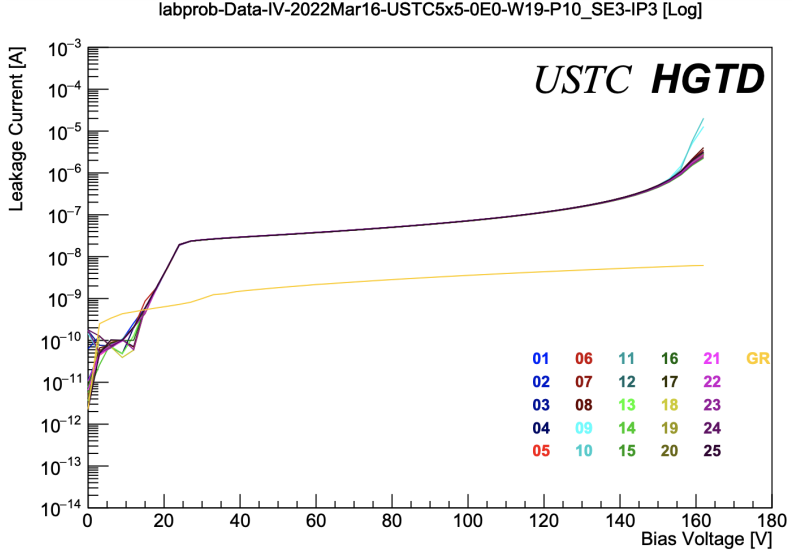 labprob-Data-IV-2022Mar16-USTC5x5-0E0-W19-P10_SE3-IP3 [Log]
Leakage Current [A]
USTC HGTD
10−3
10−4
10−5
10−6
10−7
10−8
10−9
10−10
10−11
10−12
10−13
10−14
01 06 11 16 21 GR
02 07 12 17 22
03 08 13 18 23
04 09 14 19 24
05 10 15 20 25
0 20 40 60 80 100 120 140 160 180
Bias Voltage [V]